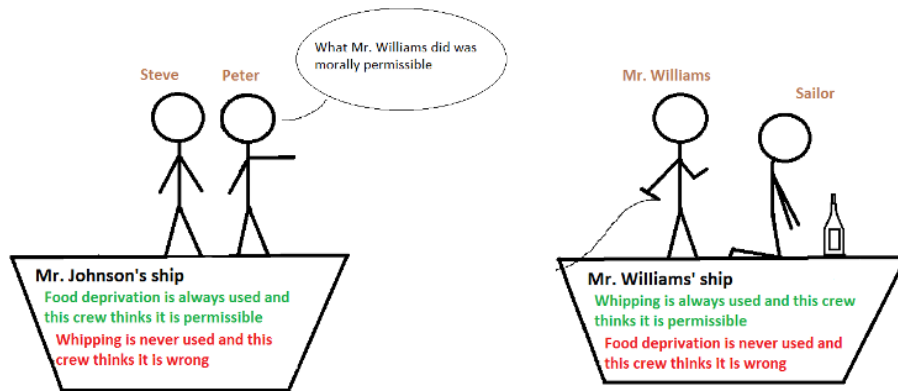 What Mr. Williams did was
morally permissible
Steve
Peter
Mr. Williams
Sailor
Mr. Johnson's ship
Food deprivation is always used and
this crew thinks it is permissible
Whipping is never used and this
crew thinks it is wrong
Mr. Williams' ship
Whipping is always used and this crew
thinks it is permissible
Food deprivation is never used and
this crew thinks it is wrong